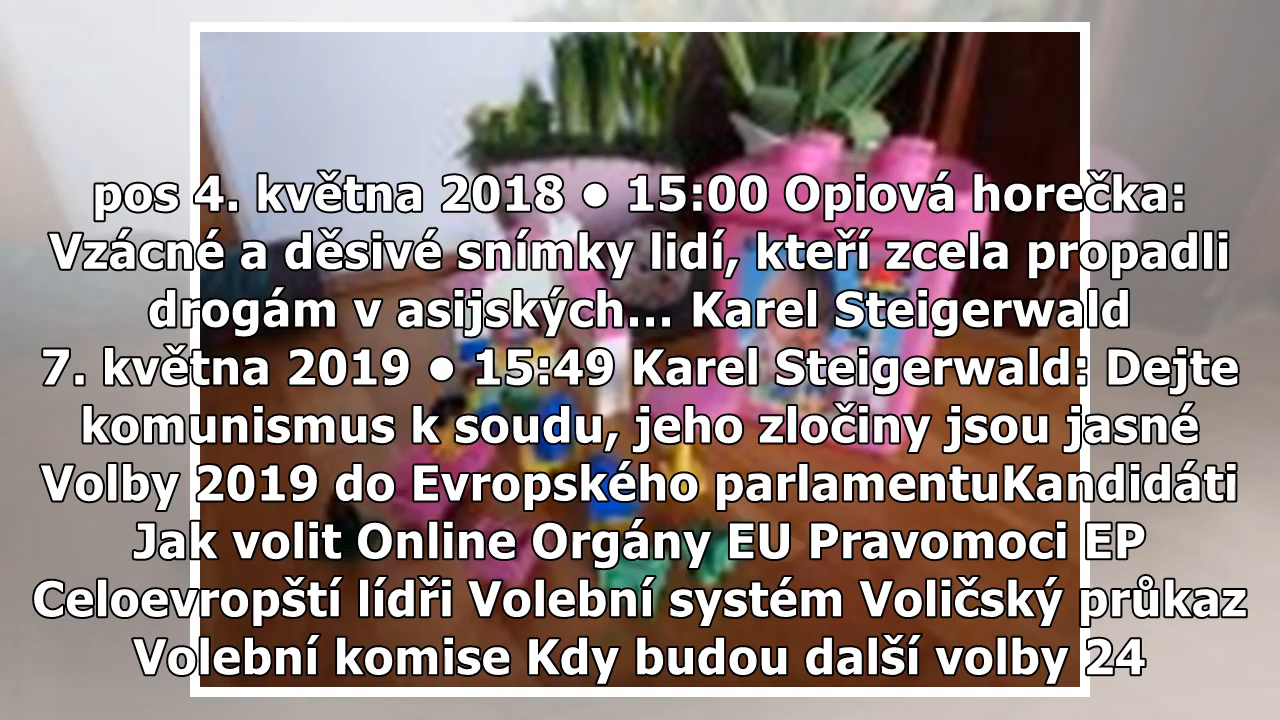 pos 4. května 2018 • 15:00 Opiová horečka:
Vzácné a děsivé snímky lidí, kteří zcela propadli
drogám v asijských... Karel Steigerwald
7. května 2019 • 15:49 Karel Steigerwald: Dejte
komunismus k soudu, jeho zločiny jsou jasné
Volby 2019 do Evropského parlamentuKandidáti
Jak volit Online Orgány EU Pravomoci EP
Celoevropští lídři Volební systém Voličský průkaz
Volební komise Kdy budou další volby 24